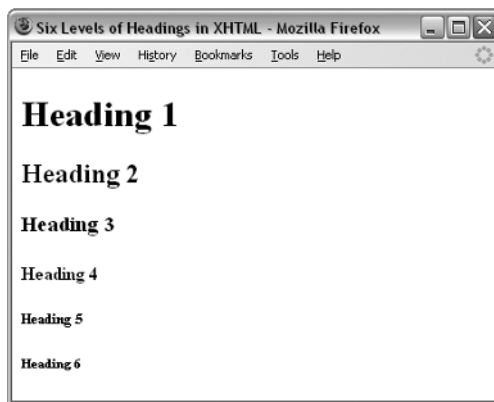 Six Levels of Headings in XHTML - Mozilla Firefox
File Edit View History Bookmarks Tools Help
Heading 1
Heading 2
Heading 3
Heading 4
Heading 5
Heading 6